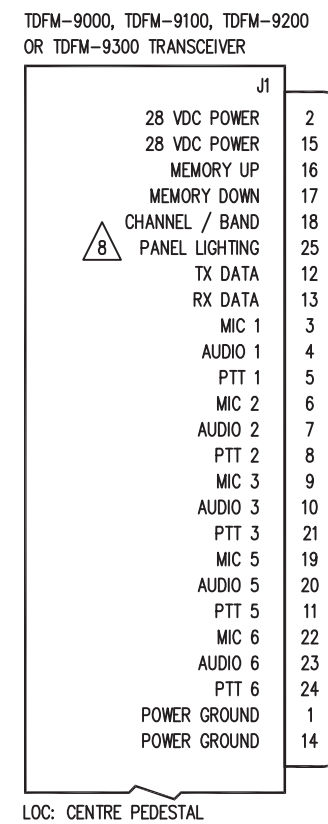 TDFM-9000, TDFM-9100, TDFM-9200
OR TDFM-9300 TRANSCEIVER
J1
28 VDC POWER 2
28 VDC POWER 15
MEMORY UP 16
MEMORY DOWN 17
CHANNEL / BAND 18
8 PANEL LIGHTING 25
TX DATA 12
RX DATA 13
MIC 1 3
AUDIO 1 4
PTT 1 5
MIC 2 6
AUDIO 2 7
PTT 2 8
MIC 3 9
AUDIO 3 10
PTT 3 21
MIC 5 19
AUDIO 5 20
PTT 5 11
MIC 6 22
AUDIO 6 23
PTT 6 24
POWER GROUND 1
POWER GROUND 14
LOC: CENTRE PEDESTAL